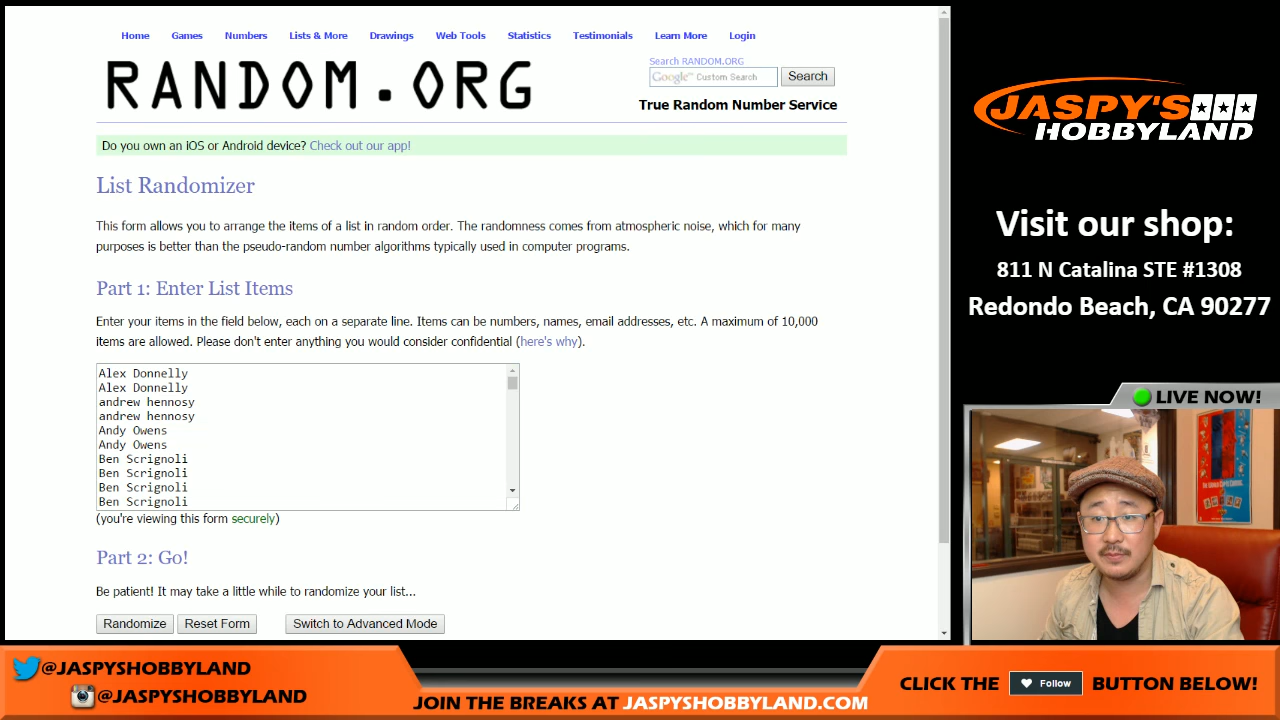 Home Games Numbers Lists & More Drawings Web Tools Statistics Testimonials Learn More Login
RANDOM.ORG
Search RANDOM.ORG
Google™ Custom Search Search
True Random Number Service
Do you own an iOS or Android device? Check out our app!
List Randomizer
This form allows you to arrange the items of a list in random order. The randomness comes from atmospheric noise, which for many
purposes is better than the pseudo-random number algorithms typically used in computer programs.
Part 1: Enter List Items
Enter your items in the field below, each on a separate line. Items can be numbers, names, email addresses, etc. A maximum of 10,000
items are allowed. Please don't enter anything you would consider confidential (here's why).
Alex Donnelly
Alex Donnelly
andrew hennosy
andrew hennosy
Andy Owens
Andy Owens
Ben Scrignoli
Ben Scrignoli
Ben Scrignoli
Ben Scrignoli
(you're viewing this form securely)
Part 2: Go!
Be patient! It may take a little while to randomize your list...
Randomize Reset Form Switch to Advanced Mode
JASPY'S
HOBBYLAND
Visit our shop:
811 N Catalina STE #1308
Redondo Beach, CA 90277
LIVE NOW!
@JASPYSHOBBYLAND
@JASPYSHOBBYLAND
JOIN THE BREAKS AT JASPYSHOBBYLAND.COM
CLICK THE Follow BUTTON BELOW!